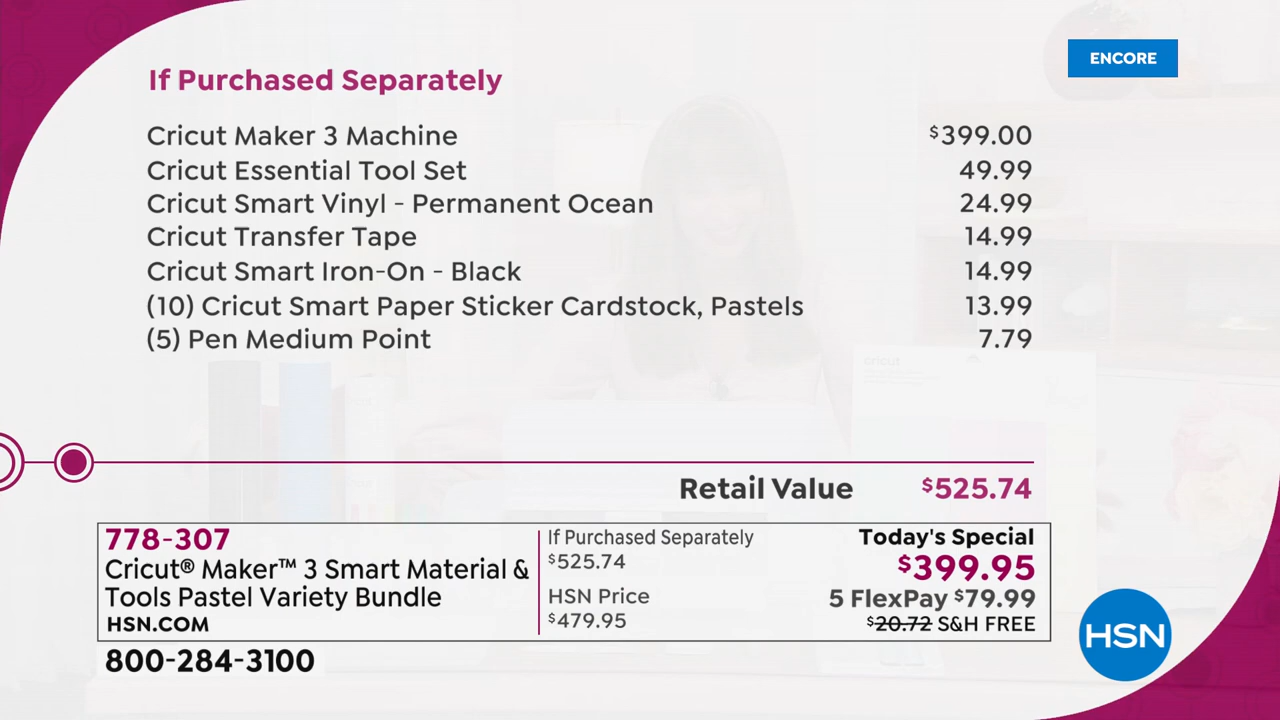 ENCORE
If Purchased Separately
Cricut Maker 3 Machine $399.00
Cricut Essential Tool Set 49.99
Cricut Smart Vinyl - Permanent Ocean 24.99
Cricut Transfer Tape 14.99
Cricut Smart Iron-On - Black 14.99
(10) Cricut Smart Paper Sticker Cardstock, Pastels 13.99
(5) Pen Medium Point 7.79
cricut
Retail Value $525.74
778-307
Cricut® Maker™ 3 Smart Material &
Tools Pastel Variety Bundle
HSN.COM
If Purchased Separately
$525.74
HSN Price
$479.95
Today's Special
$399.95
5 FlexPay $79.99
$20.72 S&H FREE
HSN
800-284-3100